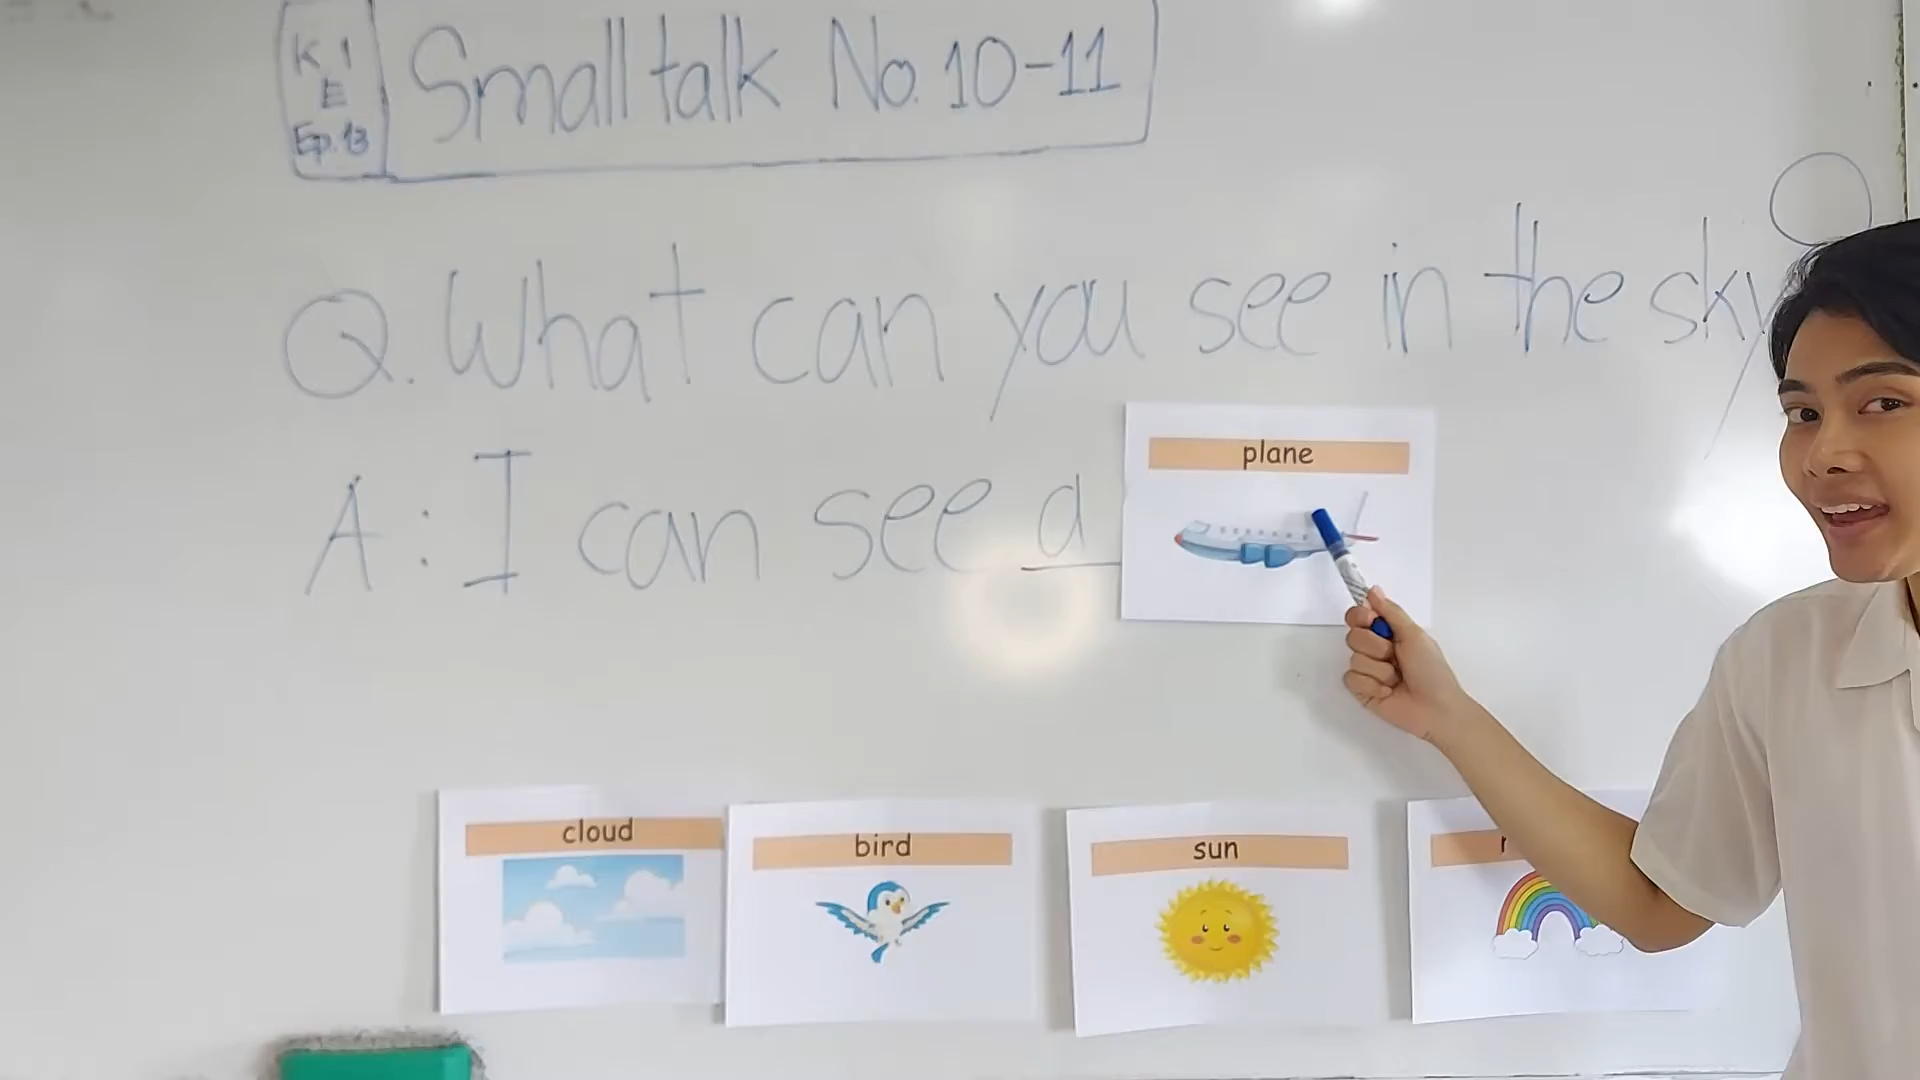 K 1
E
Ep.13
Small talk No. 10-11
Q. What can you see in the sky?
A: I can see a
plane
cloud
bird
sun